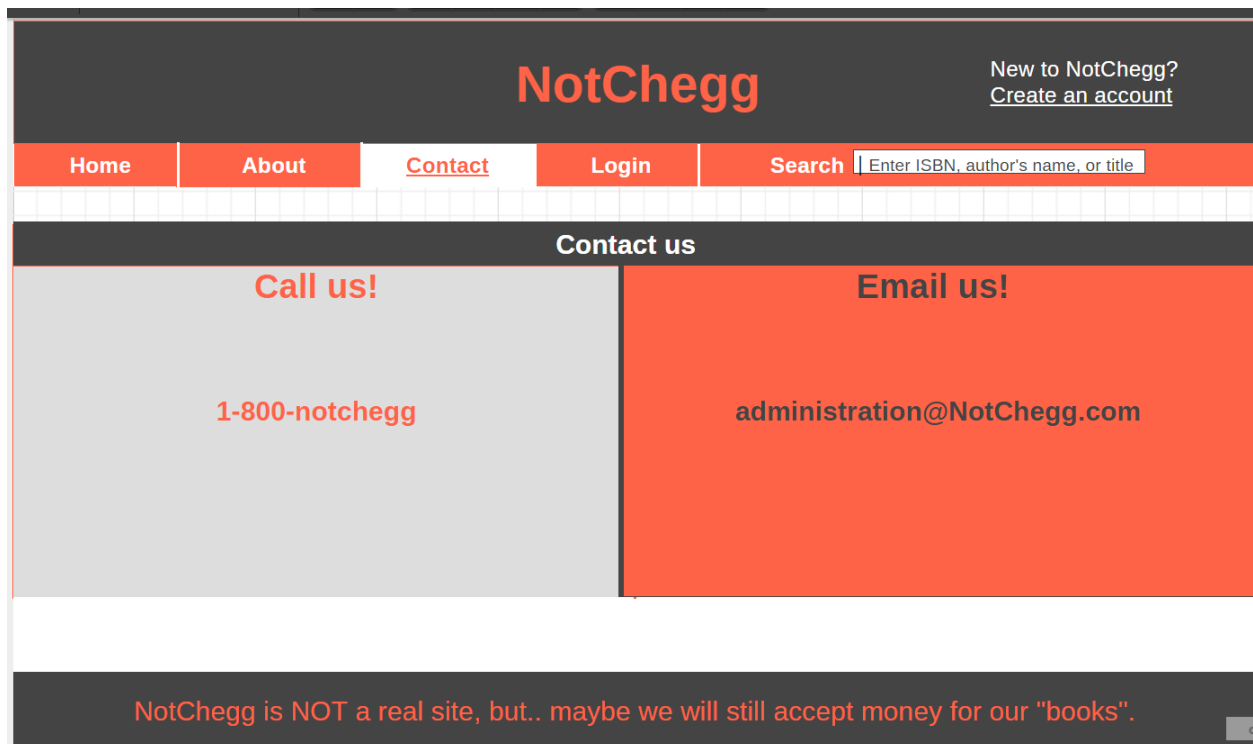 NotChegg
New to NotChegg?
Create an account
Home
About
Contact
Login
Search
Enter ISBN, author's name, or title
Contact us
Call us!
Email us!
1-800-notchegg
administration@NotChegg.com
NotChegg is NOT a real site, but.. maybe we will still accept money for our "books".